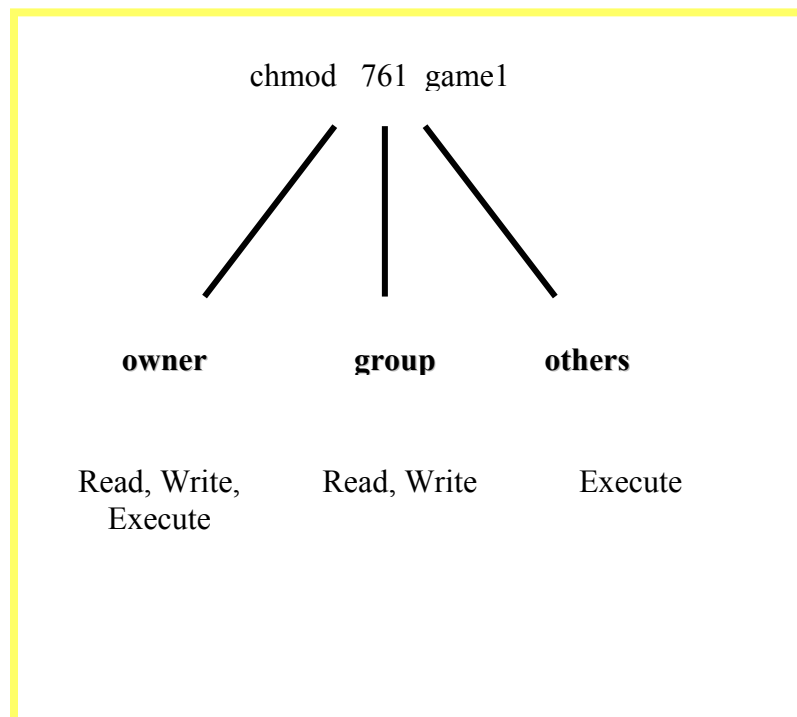 chmod 761 game1
owner group others
Read, Write, Read, Write Execute
Execute